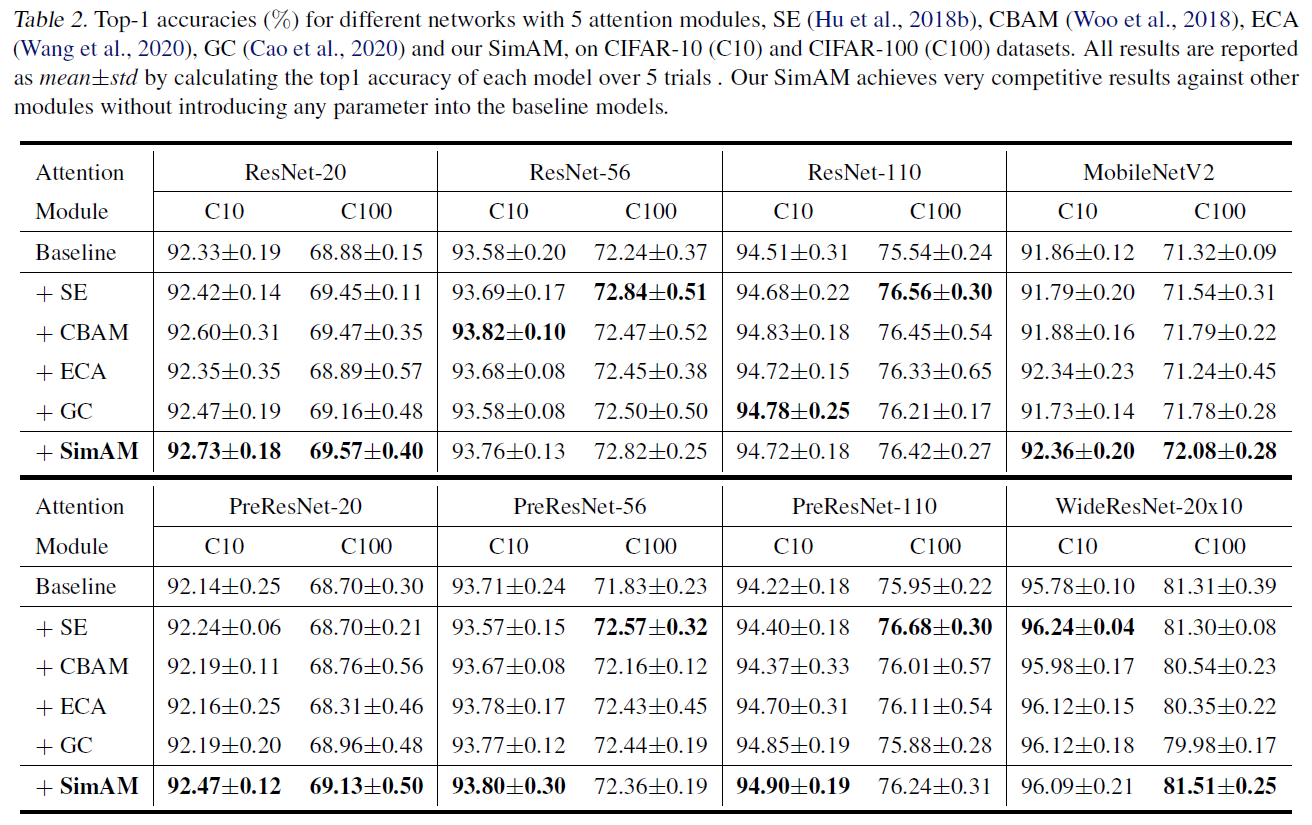 Table 2. Top-1 accuracies (%) for different networks with 5 attention modules, SE (Hu et al., 2018b), CBAM (Woo et al., 2018), ECA
(Wang et al., 2020), GC (Cao et al., 2020) and our SimAM, on CIFAR-10 (C10) and CIFAR-100 (C100) datasets. All results are reported
as mean±std by calculating the top1 accuracy of each model over 5 trials . Our SimAM achieves very competitive results against other
modules without introducing any parameter into the baseline models.
Attention ResNet-20 ResNet-56 ResNet-110 MobileNetV2
Module C10 C100 C10 C100 C10 C100 C10 C100
Baseline 92.33±0.19 68.88±0.15 93.58±0.20 72.24±0.37 94.51±0.31 75.54±0.24 91.86±0.12 71.32±0.09
+ SE 92.42±0.14 69.45±0.11 93.69±0.17 72.84±0.51 94.68±0.22 76.56±0.30 91.79±0.20 71.54±0.31
+ CBAM 92.60±0.31 69.47±0.35 93.82±0.10 72.47±0.52 94.83±0.18 76.45±0.54 91.88±0.16 71.79±0.22
+ ECA 92.35±0.35 68.89±0.57 93.68±0.08 72.45±0.38 94.72±0.15 76.33±0.65 92.34±0.23 71.24±0.45
+ GC 92.47±0.19 69.16±0.48 93.58±0.08 72.50±0.50 94.78±0.25 76.21±0.17 91.73±0.14 71.78±0.28
+ SimAM 92.73±0.18 69.57±0.40 93.76±0.13 72.82±0.25 94.72±0.18 76.42±0.27 92.36±0.20 72.08±0.28
Attention PreResNet-20 PreResNet-56 PreResNet-110 WideResNet-20x10
Module C10 C100 C10 C100 C10 C100 C10 C100
Baseline 92.14±0.25 68.70±0.30 93.71±0.24 71.83±0.23 94.22±0.18 75.95±0.22 95.78±0.10 81.31±0.39
+ SE 92.24±0.06 68.70±0.21 93.57±0.15 72.57±0.32 94.40±0.18 76.68±0.30 96.24±0.04 81.30±0.08
+ CBAM 92.19±0.11 68.76±0.56 93.67±0.08 72.16±0.12 94.37±0.33 76.01±0.57 95.98±0.17 80.54±0.23
+ ECA 92.16±0.25 68.31±0.46 93.78±0.17 72.43±0.45 94.70±0.31 76.11±0.54 96.12±0.15 80.35±0.22
+ GC 92.19±0.20 68.96±0.48 93.77±0.12 72.44±0.19 94.85±0.19 75.88±0.28 96.12±0.18 79.98±0.17
+ SimAM 92.47±0.12 69.13±0.50 93.80±0.30 72.36±0.19 94.90±0.19 76.24±0.31 96.09±0.21 81.51±0.25